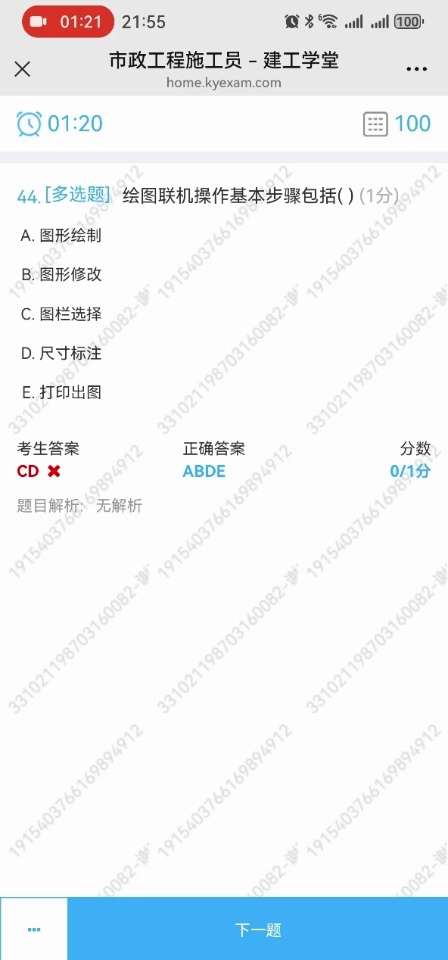 01:21 21:55 100
市政工程施工员 – 建工学堂
home.kyexam.com
01:20 100
44. [多选题] 绘图联机操作基本步骤包括( ) (1分)
A. 图形绘制
B. 图形修改
C. 图栏选择
D. 尺寸标注
E. 打印出图
考生答案 正确答案 分数
CD ABDE 0/1分
题目解析: 无解析
下一题